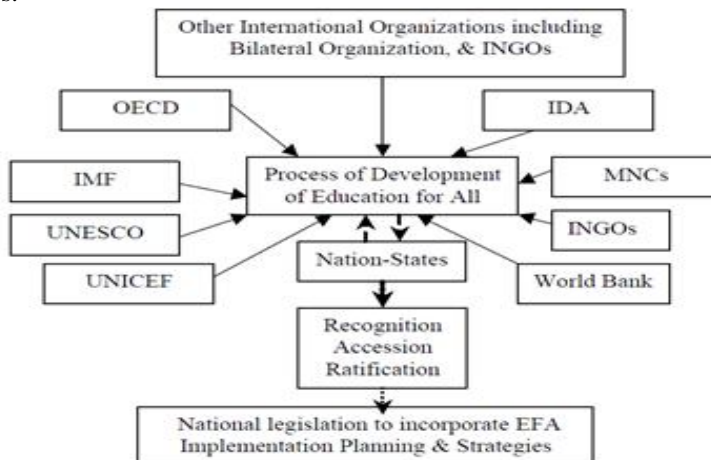 s.
Other International Organizations including
Bilateral Organization, & INGOs
OECD
IDA
IMF
Process of Development
of Education for All
MNCs
UNESCO
INGOs
UNICEF
Nation-States
World Bank
Recognition
Accession
Ratification
National legislation to incorporate EFA
Implementation Planning & Strategies